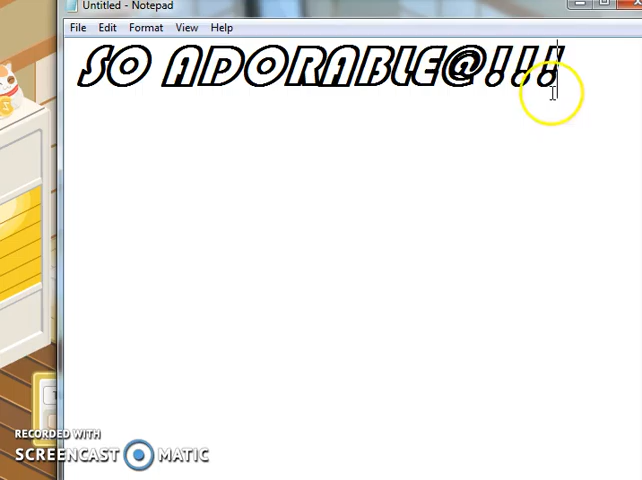 Untitled - Notepad
File Edit Format View Help
SO ADORABLE@!!!
RECORDED WITH
SCREENCAST MATIC